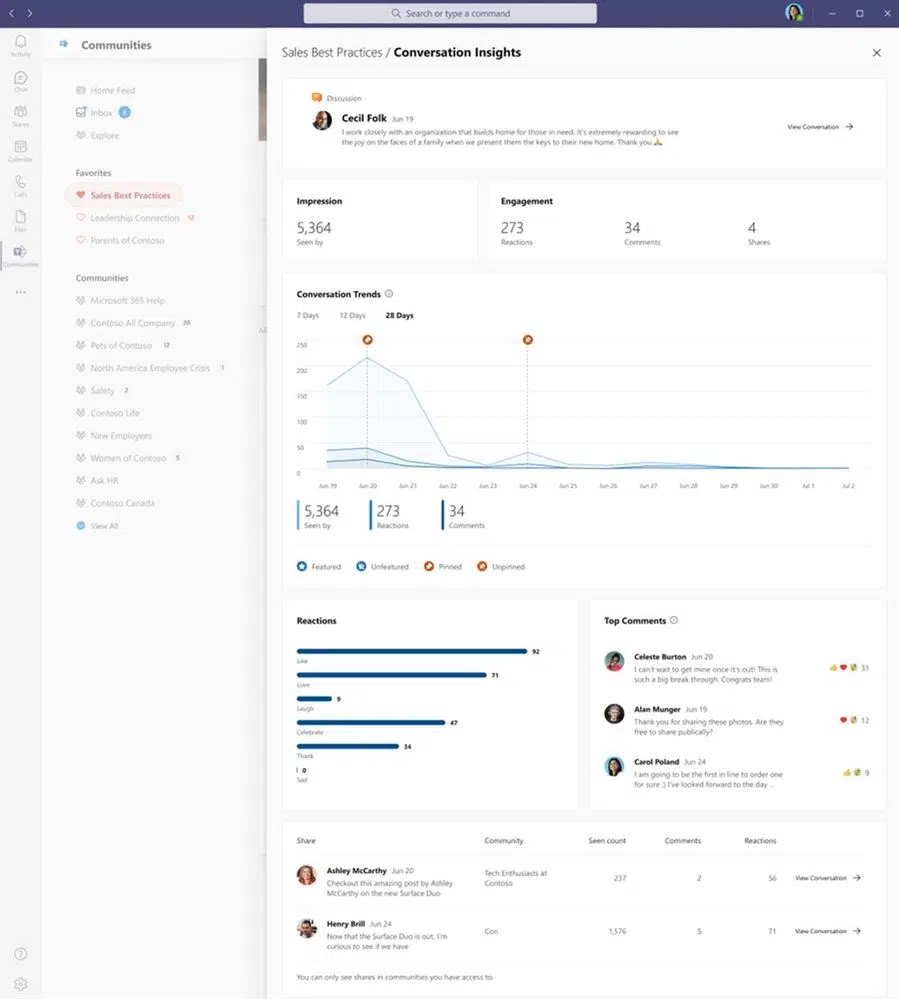 Search or type a command
Activity
Chat
Teams
Calendar
Calls
Files
Communities
Communities
Home Feed
Inbox
Explore
Favorites
Sales Best Practices
Leadership Connection 12
Parents of Contoso
Communities
Microsoft 365 Help
Contoso All Company 20
Pets of Contoso 12
North America Employee Crisis 1
Safety 2
Contoso Life
New Employees
Women of Contoso 5
Ask HR
Contoso Canada
View All
Sales Best Practices / Conversation Insights
Discussion
Cecil Folk Jun 19
I work closely with an organization that builds home for those in need. It's extremely rewarding to see
the joy on the faces of a family when we present them the keys to their new home. Thank you 🙏
View Conversation →
Impression
5,364
Seen by
Engagement
273 34 4
Reactions Comments Shares
Conversation Trends
7 Days 12 Days 28 Days
250
200
150
100
50
0
Jun 19 Jun 20 Jun 21 Jun 22 Jun 23 Jun 24 Jun 25 Jun 26 Jun 27 Jun 28 Jun 29 Jun 30 Jul 1 Jul 2
5,364 273 34
Seen by Reactions Comments
Featured Unfeatured Pinned Unpinned
Reactions
92
Like
71
Love
9
Laugh
47
Celebrate
34
Thank
0
Sad
Top Comments
Celeste Burton Jun 20
I can't wait to get mine once it's out! This is
such a big break through. Congrats team!
31
Alan Munger Jun 19
Thank you for sharing these photos. Are they
free to share publically?
12
Carol Poland Jun 24
I am going to be the first in line to order one
for sure :) I've looked forward to the day ...
9
Share Community Seen count Comments Reactions
Ashley McCarthy Jun 20
Checkout this amazing post by Ashley
McCarthy on the new Surface Duo
Tech Enthusiasts at
Contoso
237 2 56 View Conversation →
Henry Brill Jun 24
Now that the Surface Duo is out, I'm
curious to see if we have
Con
1,576 5 71 View Conversation →
You can only see shares in communities you have access to.